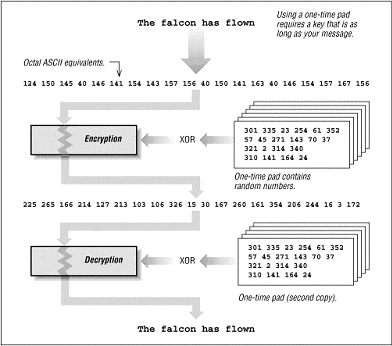 The falcon has flown
Using a one-time pad
requires a key that is as
long as your message.
Octal ASCII equivalents.
124 150 145 40 146 141 154 143 157 156 40 150 141 163 40 146 154 157 167 156
Encryption
XOR
301 335 23 254 61 352
57 45 271 143 70 37
321 2 314 340
310 141 164 24
One-time pad contains
random numbers.
225 265 166 214 127 213 103 106 326 15 30 167 260 161 354 206 244 16 3 172
Decryption
XOR
301 335 23 254 61 352
57 45 271 143 70 37
321 2 314 340
310 141 164 24
One-time pad (second copy).
The falcon has flown